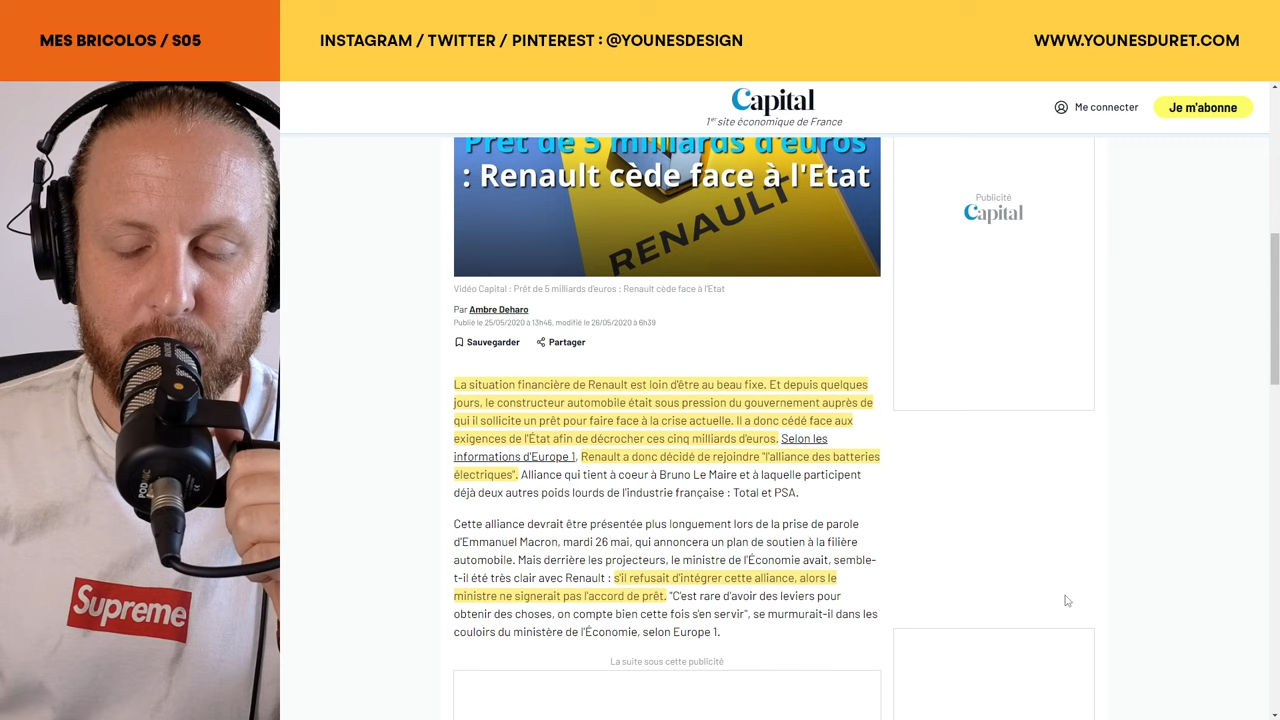 MES BRICOLOS / S05
INSTAGRAM / TWITTER / PINTEREST : @YOUNESDESIGN
WWW.YOUNESDURET.COM
Capital
1er site économique de France
Me connecter
Je m'abonne
Prêt de 5 milliards d'euros
: Renault cède face à l'Etat
RENAULT
Publicité
Capital
Vidéo Capital : Prêt de 5 milliards d'euros : Renault cède face à l'Etat
Par Ambre Deharo
Publié le 25/05/2020 à 13h46, modifié le 26/05/2020 à 6h39
Sauvegarder
Partager
La situation financière de Renault est loin d'être au beau fixe. Et depuis quelques
jours, le constructeur automobile était sous pression du gouvernement auprès de
qui il sollicite un prêt pour faire face à la crise actuelle. Il a donc cédé face aux
exigences de l'État afin de décrocher ces cinq milliards d'euros. Selon les
informations d'Europe 1, Renault a donc décidé de rejoindre "l'alliance des batteries
électriques". Alliance qui tient à coeur à Bruno Le Maire et à laquelle participent
déjà deux autres poids lourds de l'industrie française : Total et PSA.
Cette alliance devrait être présentée plus longuement lors de la prise de parole
d'Emmanuel Macron, mardi 26 mai, qui annoncera un plan de soutien à la filière
automobile. Mais derrière les projecteurs, le ministre de l'Économie avait, semble-
t-il été très clair avec Renault : s'il refusait d'intégrer cette alliance, alors le
ministre ne signerait pas l'accord de prêt. "C'est rare d'avoir des leviers pour
obtenir des choses, on compte bien cette fois s'en servir", se murmurait-il dans les
couloirs du ministère de l'Économie, selon Europe 1.
La suite sous cette publicité
RØDE
Supreme